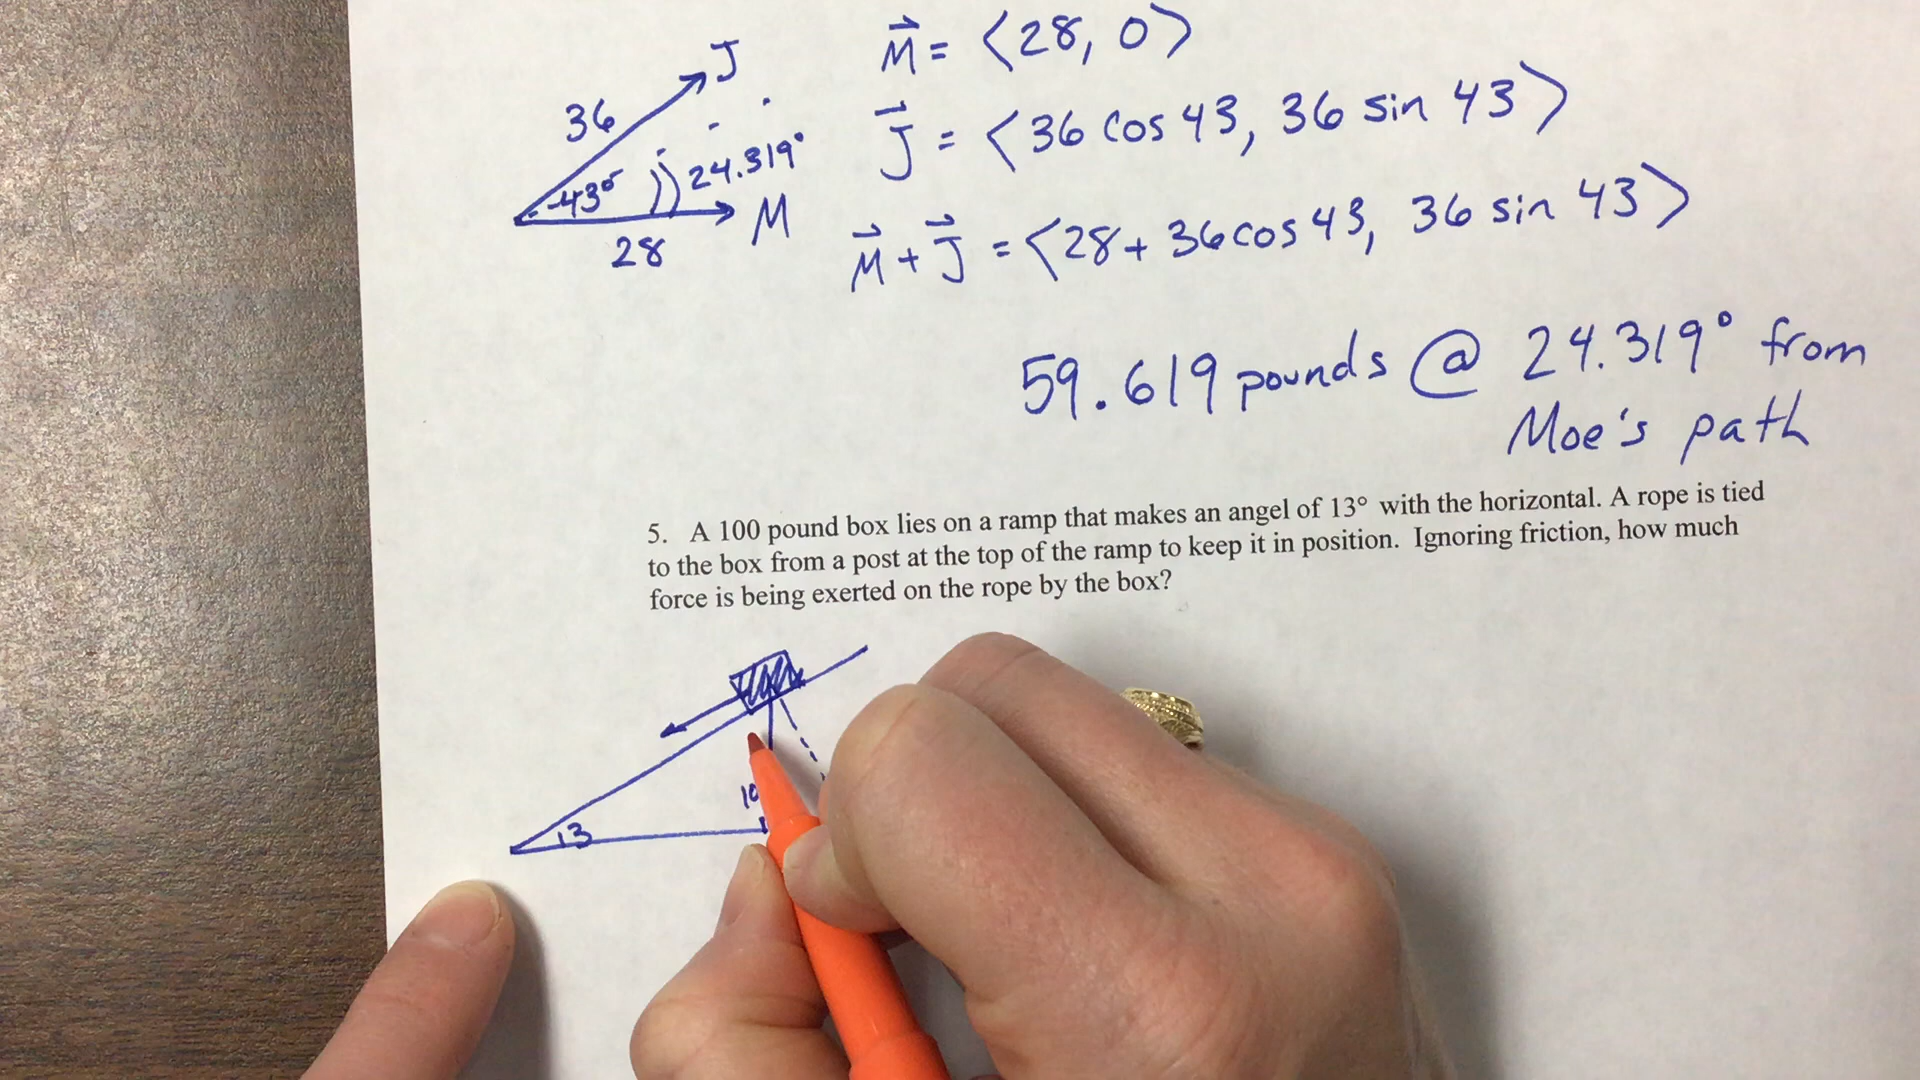 J
36
43°
24.319°
M
28
M = ⟨28, 0⟩
J = ⟨36 cos 43, 36 sin 43⟩
M + J = ⟨28 + 36 cos 43, 36 sin 43⟩
59.619 pounds @ 24.319° from
Moe's path
5. A 100 pound box lies on a ramp that makes an angel of 13° with the horizontal. A rope is tied
to the box from a post at the top of the ramp to keep it in position. Ignoring friction, how much
force is being exerted on the rope by the box?
13